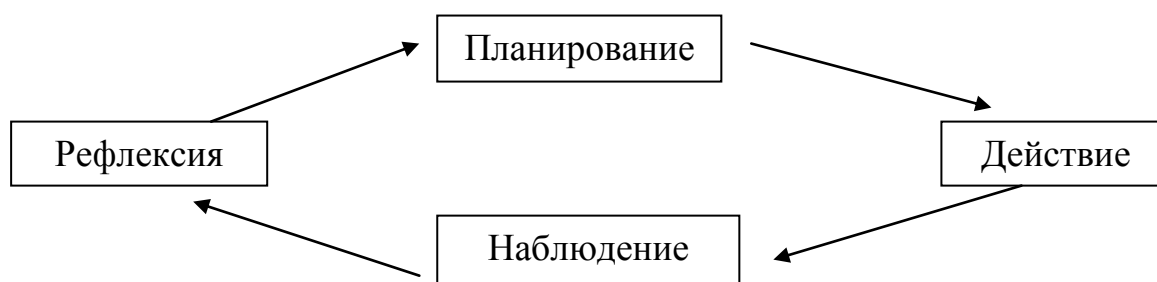 Планирование
Рефлексия
Действие
Наблюдение